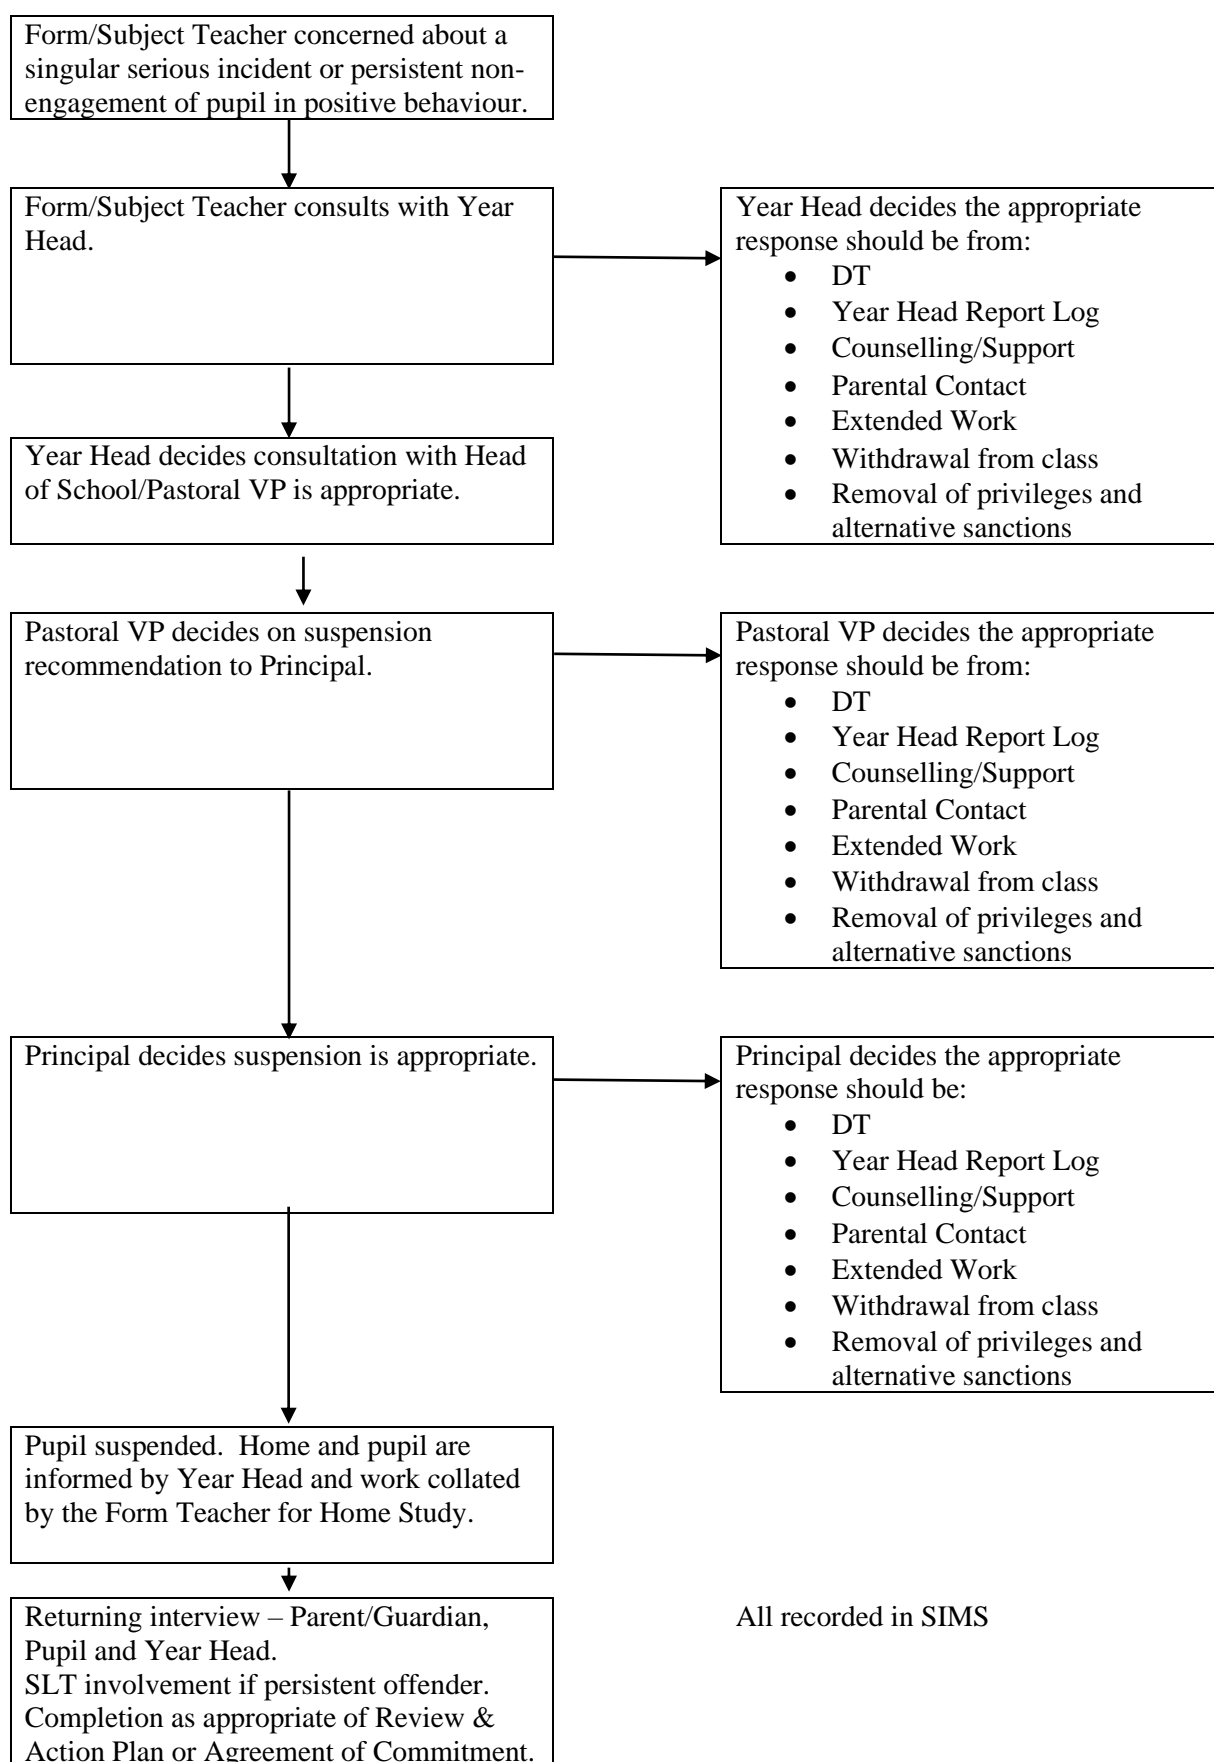 Form/Subject Teacher concerned about a
singular serious incident or persistent non-
engagement of pupil in positive behaviour.
Form/Subject Teacher consults with Year
Head.
Year Head decides the appropriate
response should be from:
• DT
• Year Head Report Log
• Counselling/Support
• Parental Contact
• Extended Work
• Withdrawal from class
• Removal of privileges and
alternative sanctions
Year Head decides consultation with Head
of School/Pastoral VP is appropriate.
Pastoral VP decides on suspension
recommendation to Principal.
Pastoral VP decides the appropriate
response should be from:
• DT
• Year Head Report Log
• Counselling/Support
• Parental Contact
• Extended Work
• Withdrawal from class
• Removal of privileges and
alternative sanctions
Principal decides suspension is appropriate.
Principal decides the appropriate
response should be:
• DT
• Year Head Report Log
• Counselling/Support
• Parental Contact
• Extended Work
• Withdrawal from class
• Removal of privileges and
alternative sanctions
Pupil suspended.  Home and pupil are
informed by Year Head and work collated
by the Form Teacher for Home Study.
Returning interview – Parent/Guardian,
Pupil and Year Head.
SLT involvement if persistent offender.
Completion as appropriate of Review &
Action Plan or Agreement of Commitment.
All recorded in SIMS